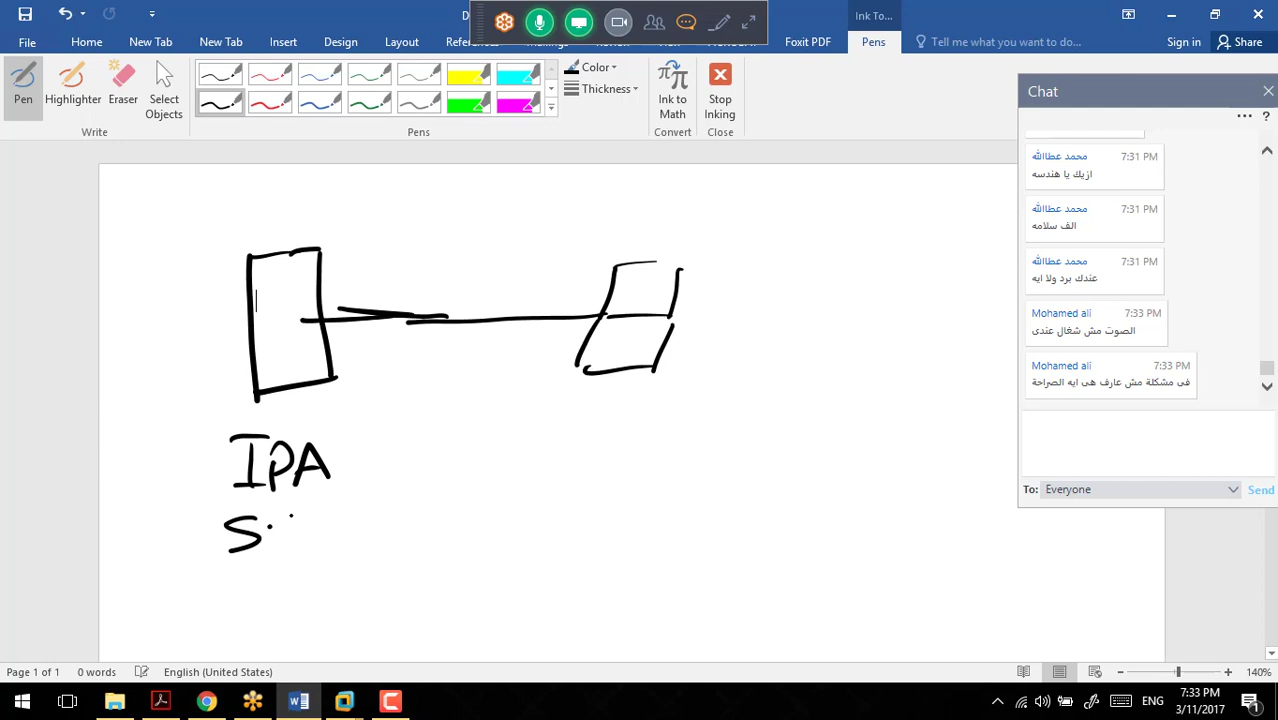 D
Ink To...
File
Home
New Tab
New Tab
Insert
Design
Layout
Pens
Foxit PDF
Tell me what you want to do...
Sign in
Share
Pen
Highlighter
Eraser
Select Objects
Color
Thickness
Ink to Math
Stop Inking
Write
Pens
Convert
Close
Chat
محمد عطاالله 7:31 PM
ازيك يا هندسه
محمد عطاالله 7:31 PM
الف سلامه
محمد عطاالله 7:31 PM
عندك برد ولا ايه
Mohamed ali 7:33 PM
الصوت مش شغال عندى
Mohamed ali 7:33 PM
فى مشكلة مش عارف هى ايه الصراحة
To: Everyone
Send
IPA
S
Page 1 of 1
0 words
English (United States)
140%
ENG
7:33 PM
3/11/2017